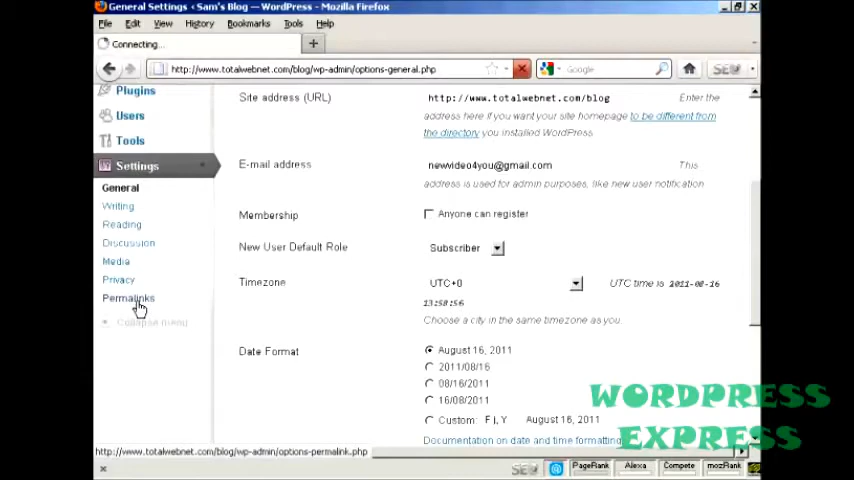 General Settings ‹ Sam's Blog — WordPress - Mozilla Firefox
File Edit View History Bookmarks Tools Help
Connecting...
http://www.totalwebnet.com/blog/wp-admin/options-general.php
Google
SEO
Plugins
Users
Tools
Settings
General
Writing
Reading
Discussion
Media
Privacy
Permalinks
Collapse menu
Site address (URL) http://www.totalwebnet.com/blog Enter the
address here if you want your site homepage to be different from
the directory you installed WordPress
E-mail address newvideo4you@gmail.com This
address is used for admin purposes, like new user notification
Membership Anyone can register
New User Default Role Subscriber
Timezone UTC+0 UTC time is 2011-08-16
13:58:56
Choose a city in the same timezone as you.
Date Format August 16, 2011
2011/08/16
08/16/2011
16/08/2011
Custom: F j, Y August 16, 2011
Documentation on date and time formatting
WORDPRESS
EXPRESS
http://www.totalwebnet.com/blog/wp-admin/options-permalink.php
SEO PageRank Alexa Compete mozRank